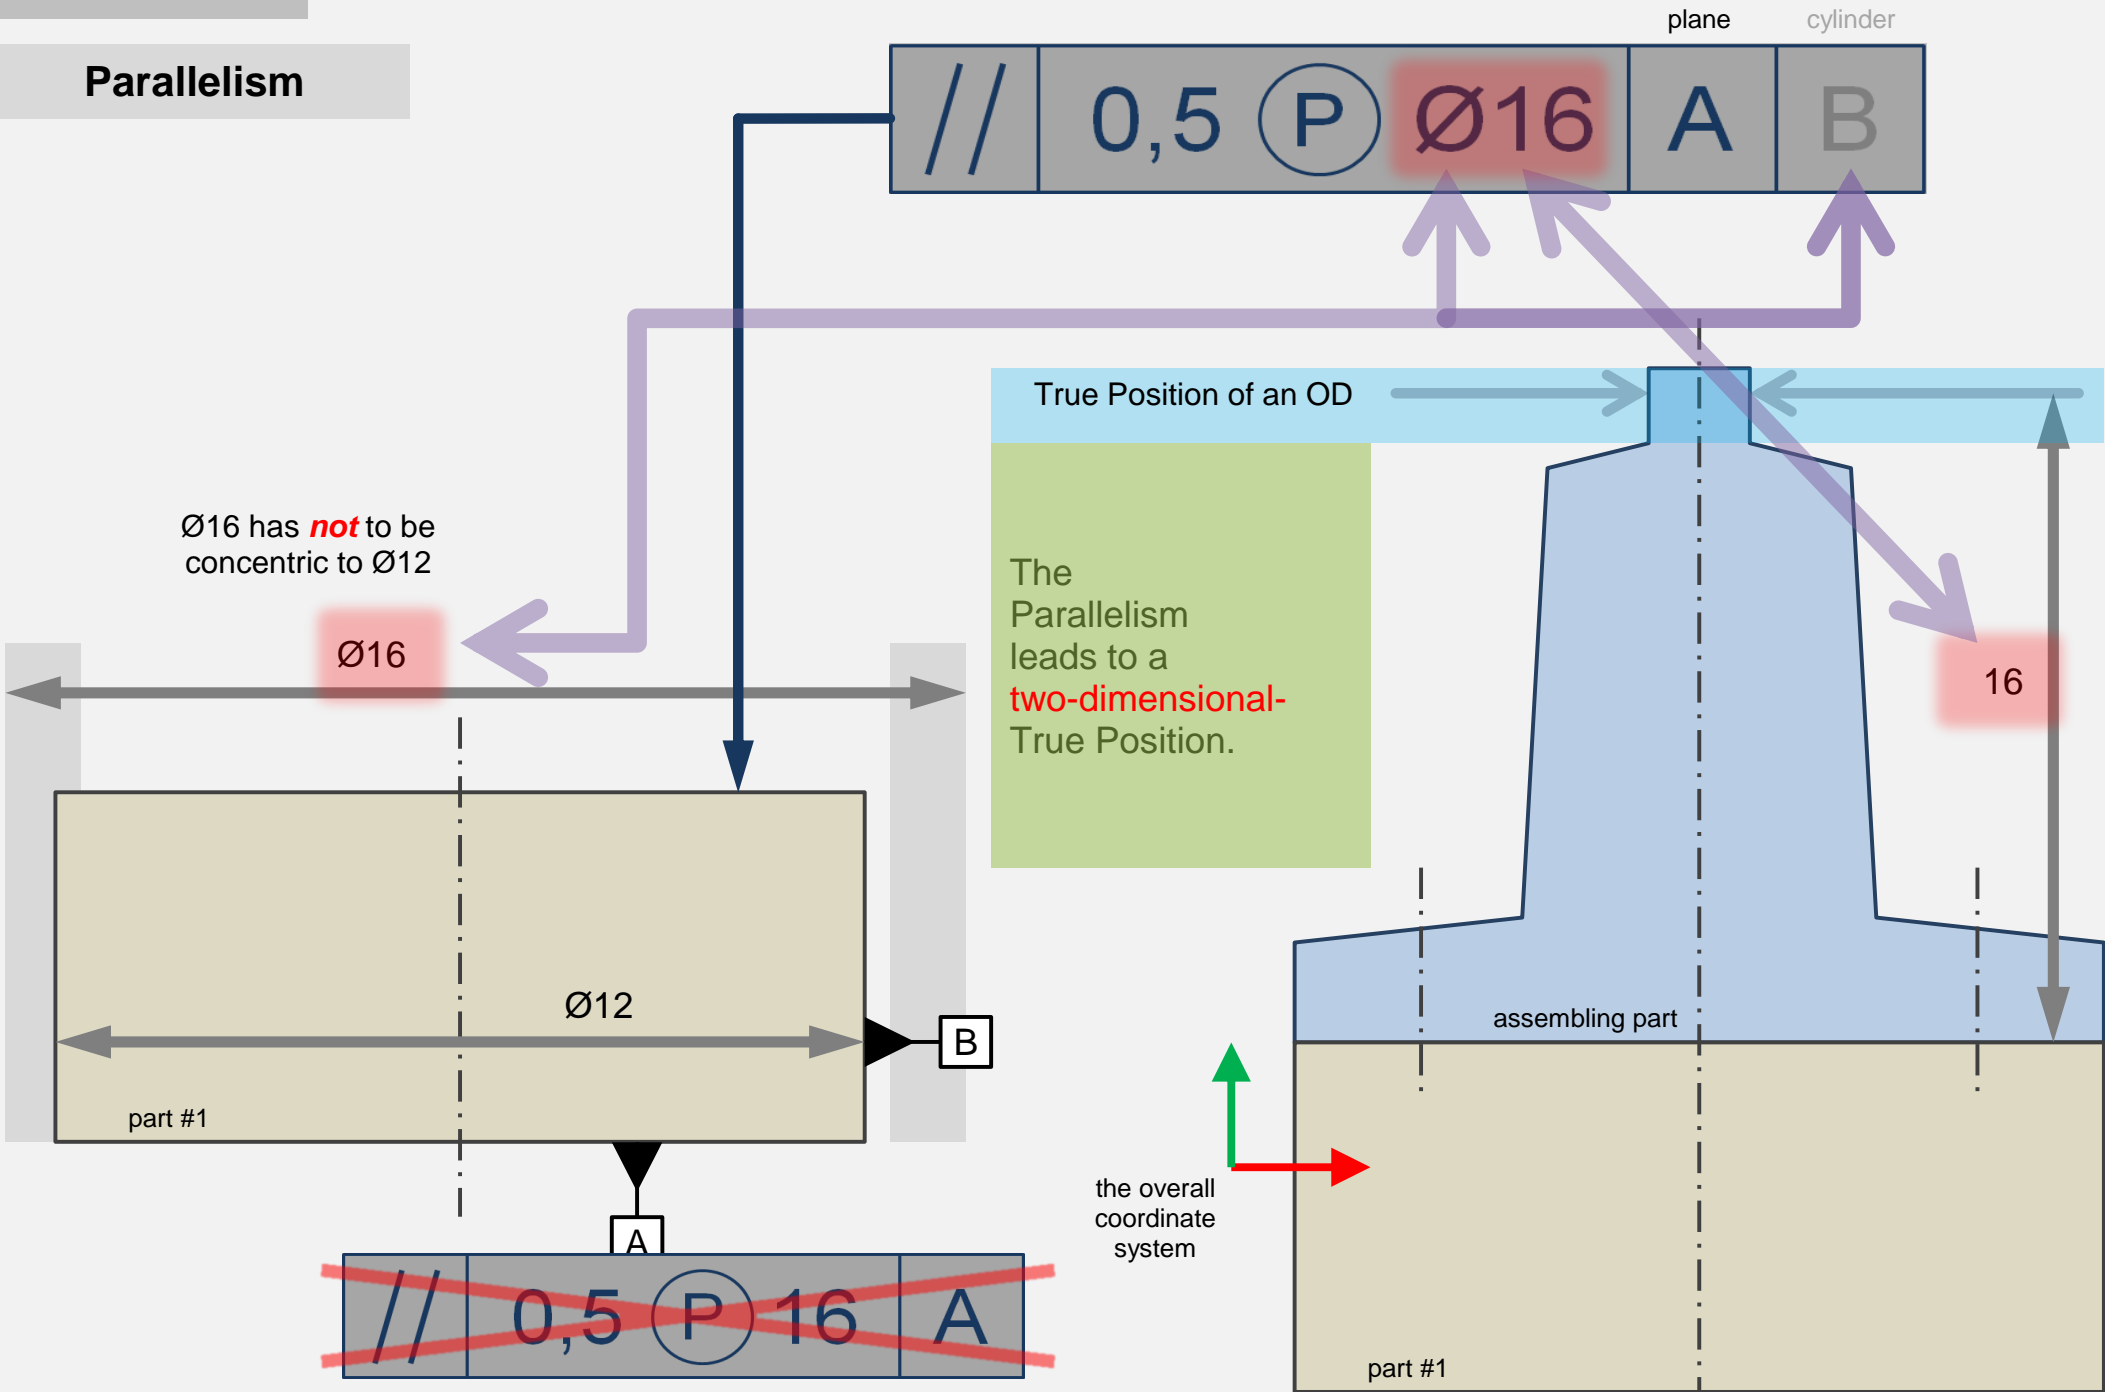 plane
cylinder
Parallelism
// 0,5 Ⓟ Ø16 A B
True Position of an OD
Ø16 has not to be
concentric to Ø12
The
Parallelism
leads to a
two-dimensional-
True Position.
Ø16
16
Ø12
B
assembling part
part #1
the overall
coordinate
system
A
// 0,5 Ⓟ 16 A
part #1